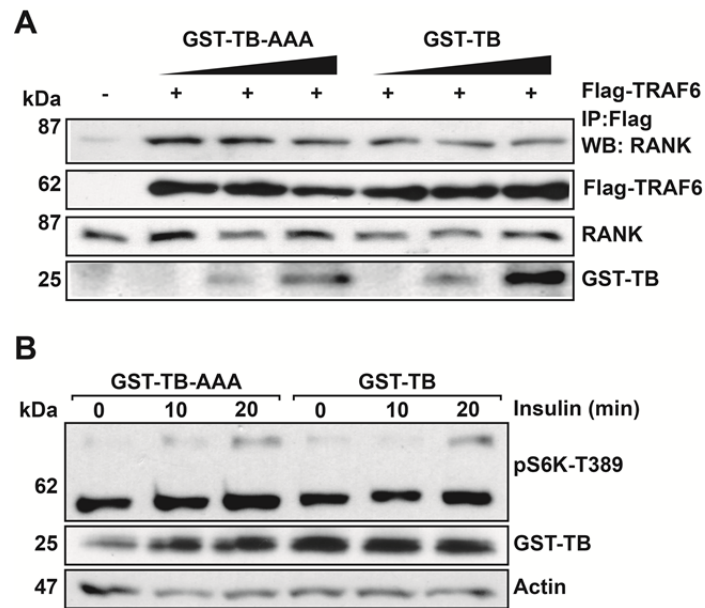 A
GST-TB-AAA GST-TB
kDa - + + + + + + Flag-TRAF6
87 IP:Flag
WB: RANK
62 Flag-TRAF6
87 RANK
25 GST-TB
B
GST-TB-AAA GST-TB
kDa 0 10 20 0 10 20 Insulin (min)
62 pS6K-T389
25 GST-TB
47 Actin